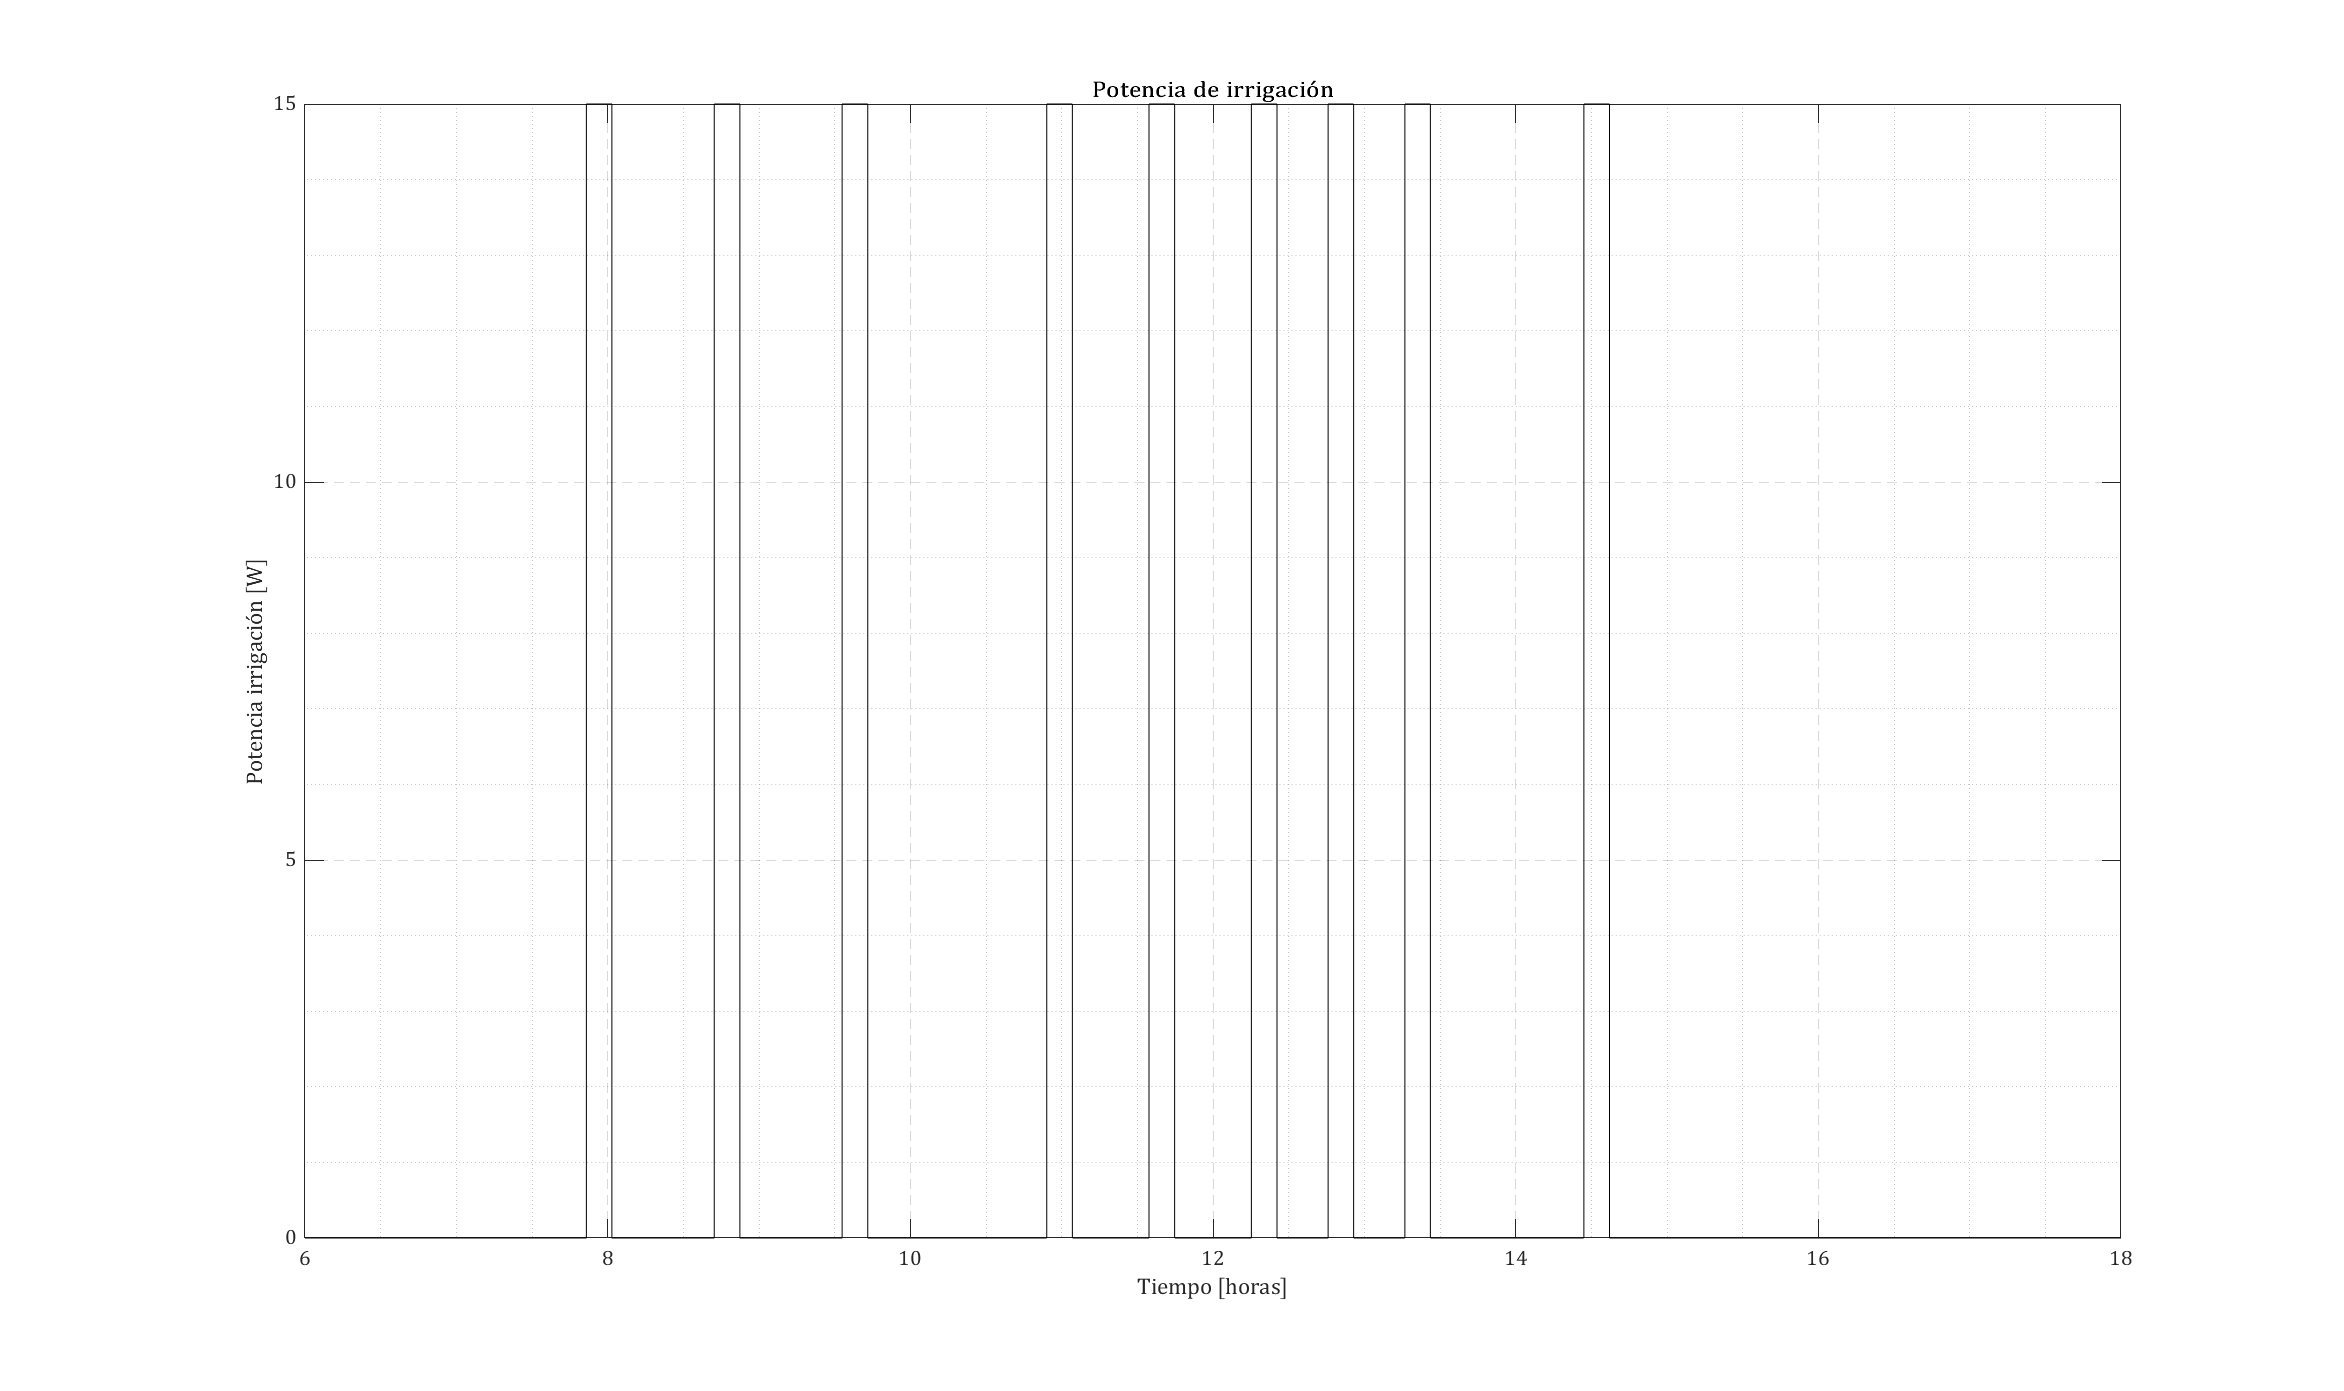 Potencia de irrigación
15
10
5
0
Potencia irrigación [W]
6 8 10 12 14 16 18
Tiempo [horas]